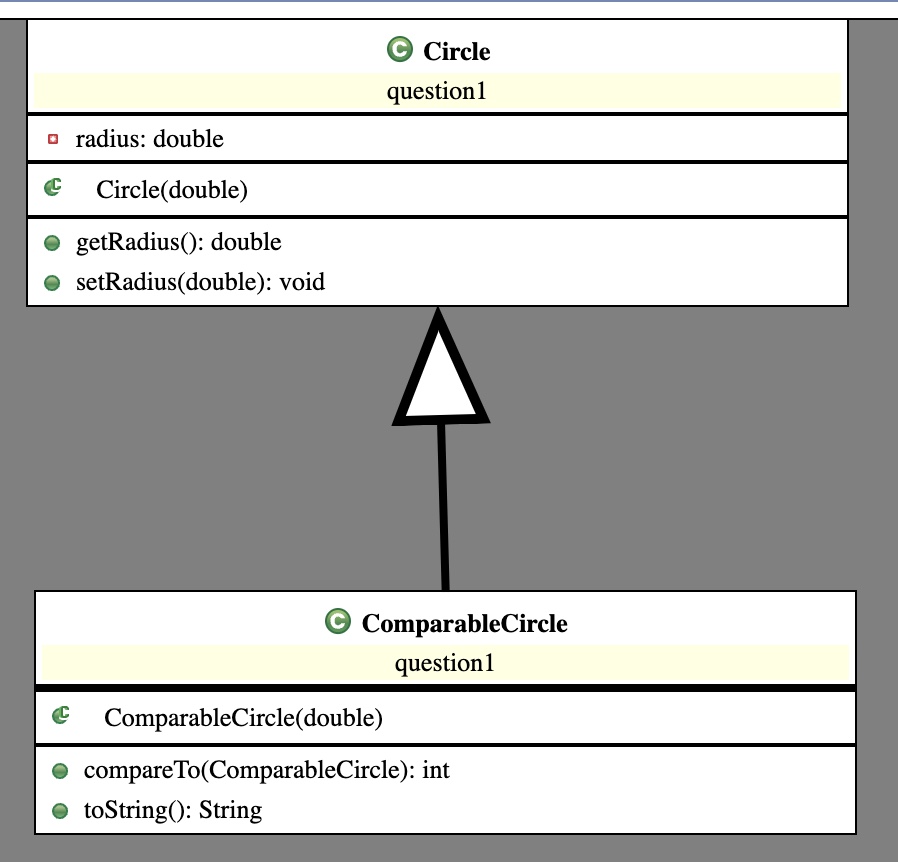 Circle
question1
radius: double
Circle(double)
getRadius(): double
setRadius(double): void
ComparableCircle
question1
ComparableCircle(double)
compareTo(ComparableCircle): int
toString(): String